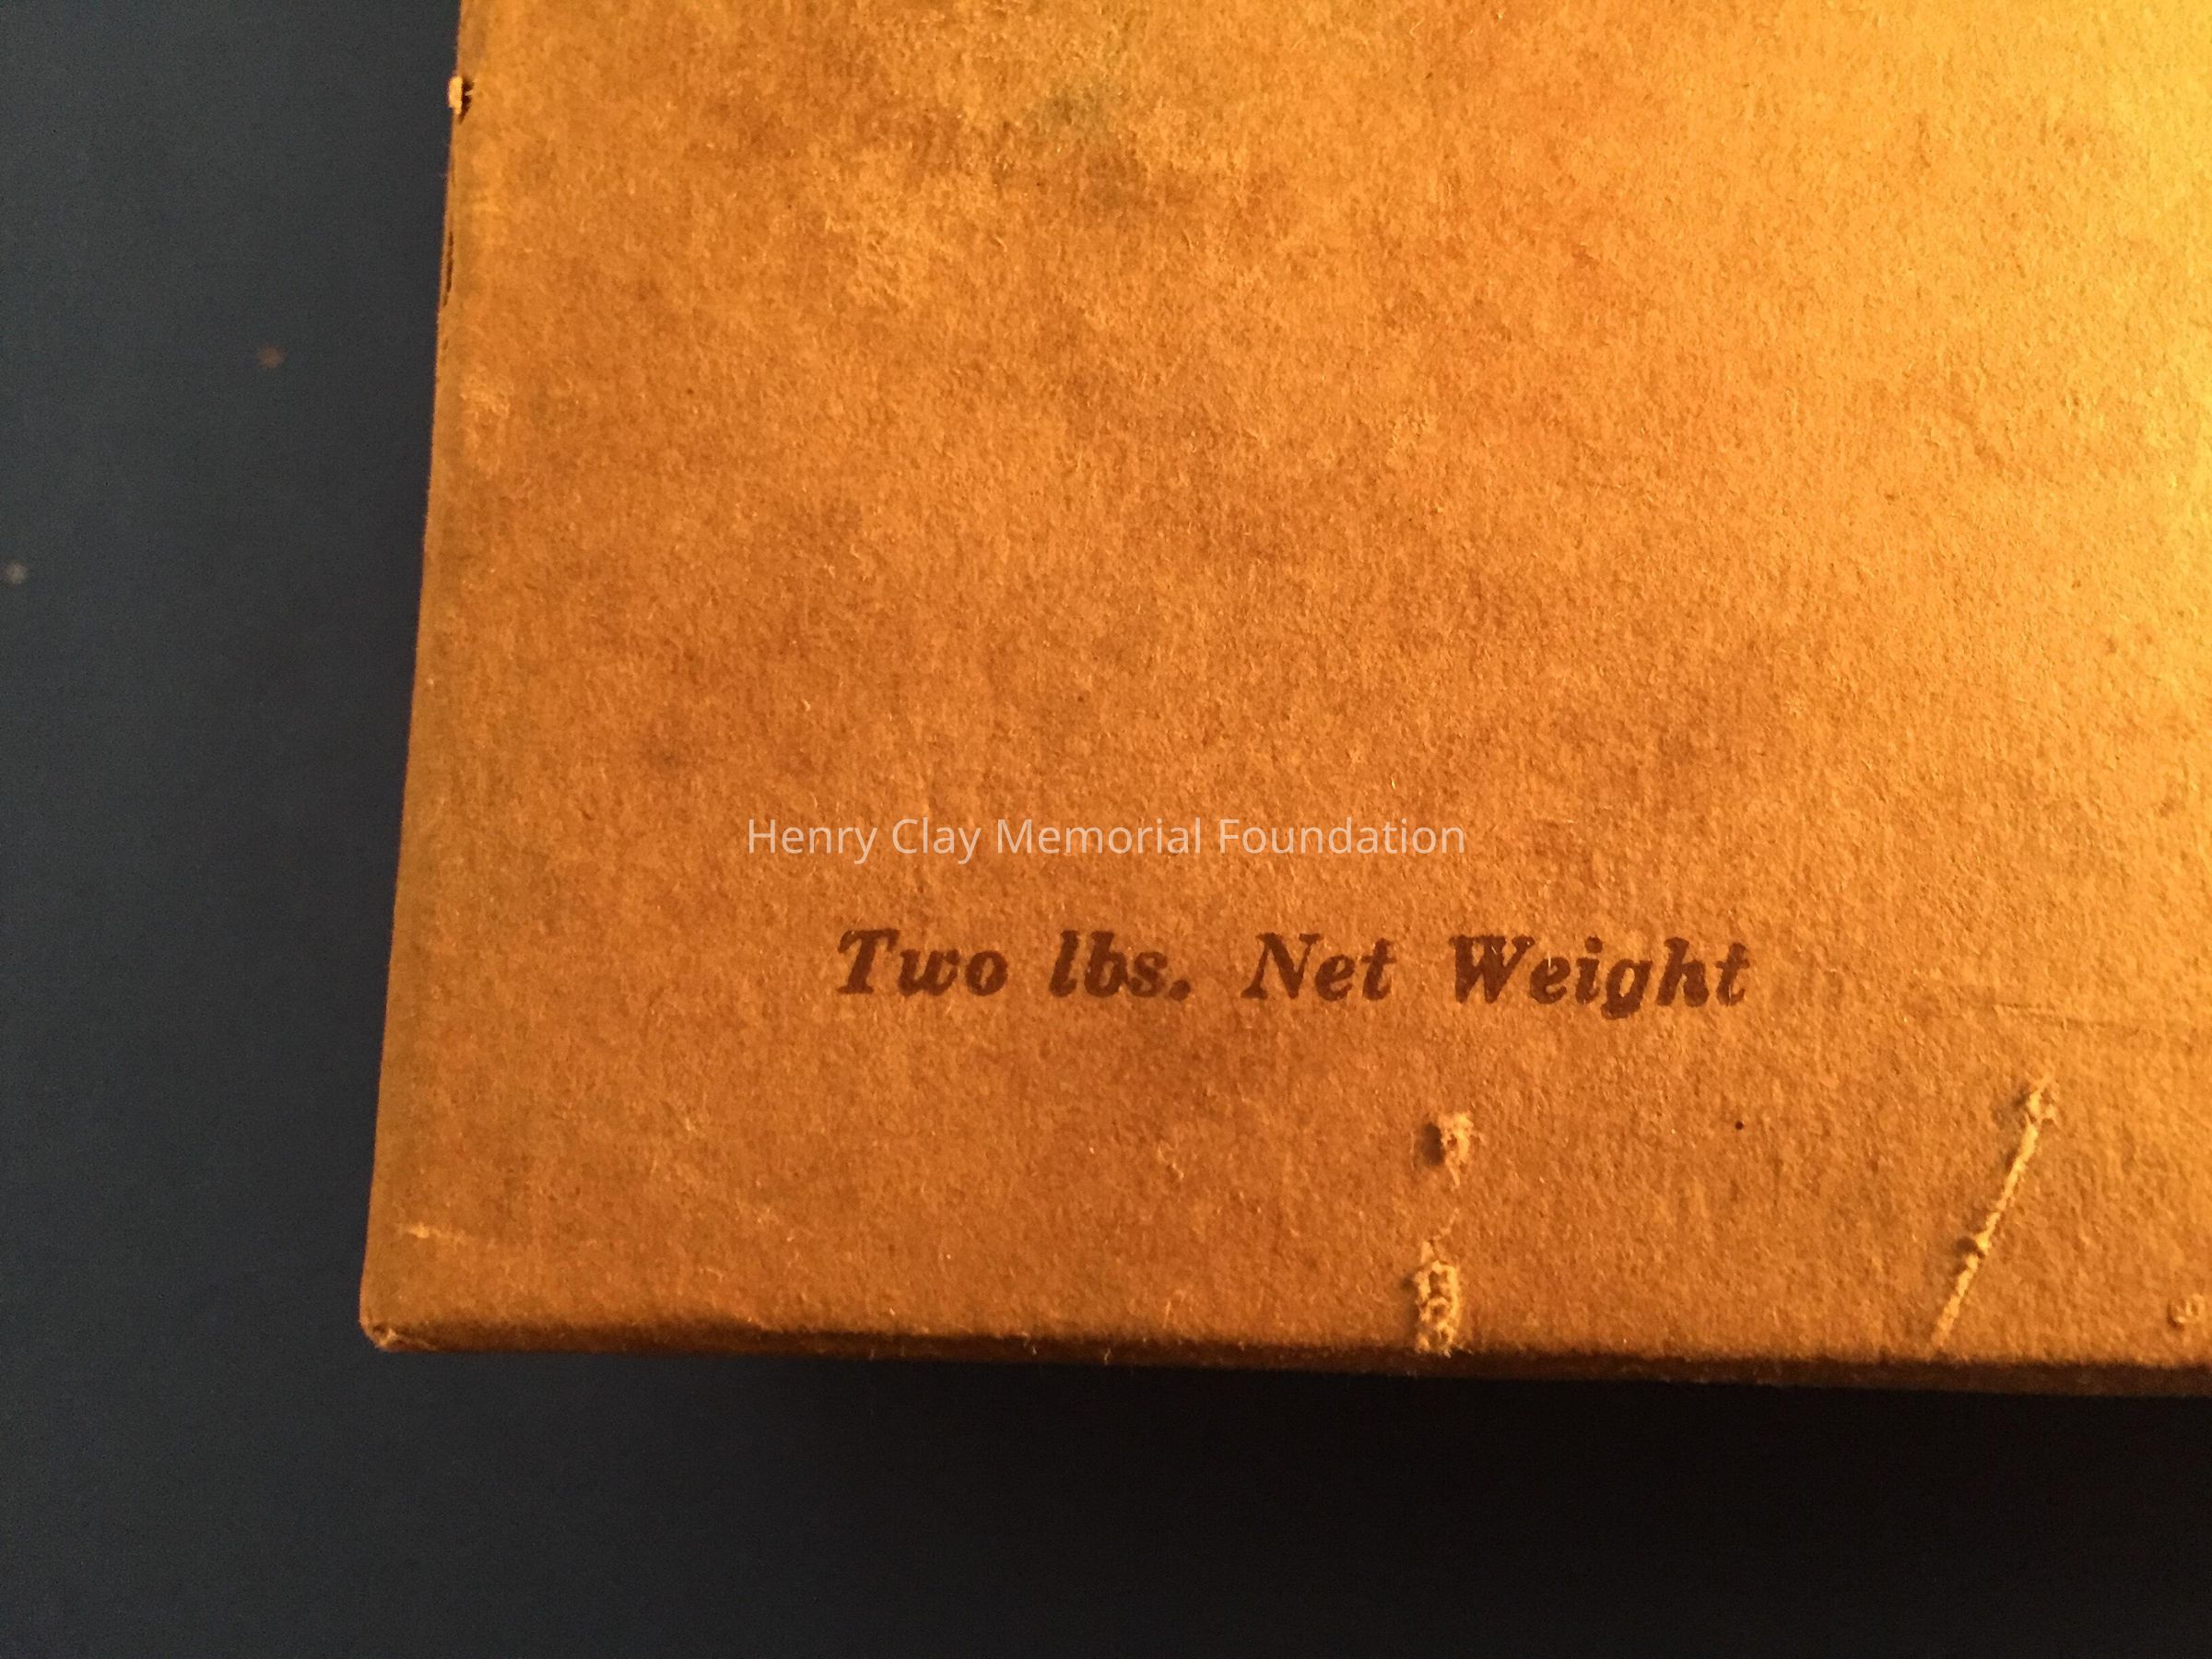 Henry Clay Memorial Foundation
Two lbs. Net Weight